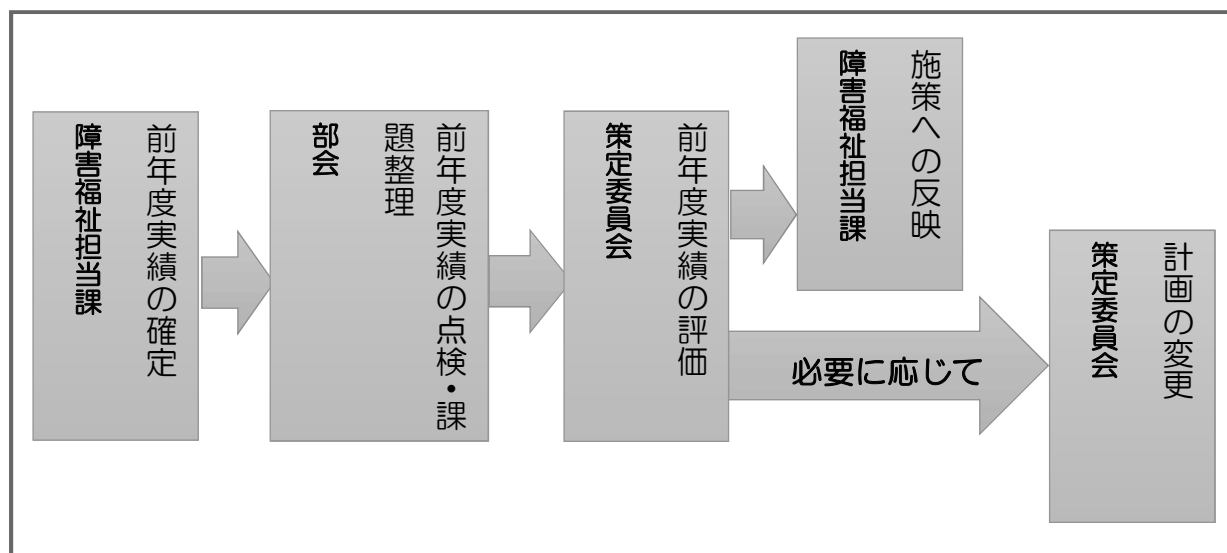 前年度実績の確定
障害福祉担当課
前年度実績の点検・課
題整理
部会
前年度実績の評価
策定委員会
施策への反映
障害福祉担当課
必要に応じて
計画の変更
策定委員会